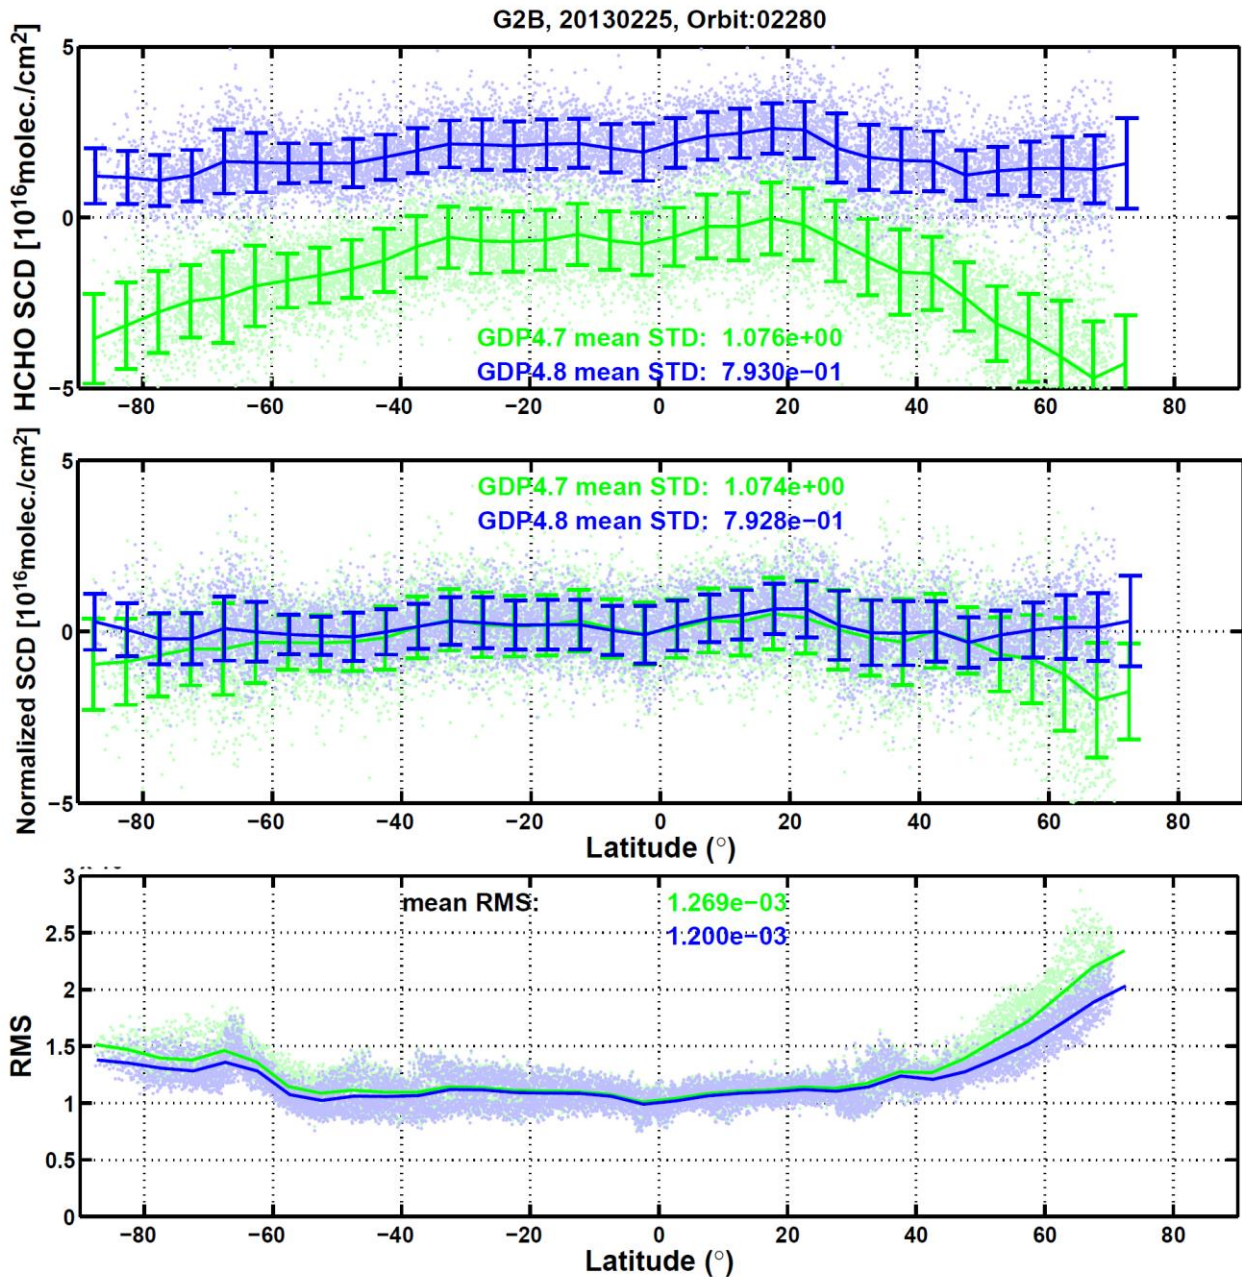 G2B, 20130225, Orbit:02280
HCHO SCD [10^16molec./cm^2]
5
0
−5
GDP4.7 mean STD: 1.076e+00
GDP4.8 mean STD: 7.930e−01
−80 −60 −40 −20 0 20 40 60 80
Normalized SCD [10^16molec./cm^2]
5
0
−5
GDP4.7 mean STD: 1.074e+00
GDP4.8 mean STD: 7.928e−01
−80 −60 −40 −20 0 20 40 60 80
Latitude (°)
RMS
3
2.5
2
1.5
1
0.5
0
mean RMS: 1.269e−03
1.200e−03
−80 −60 −40 −20 0 20 40 60 80
Latitude (°)